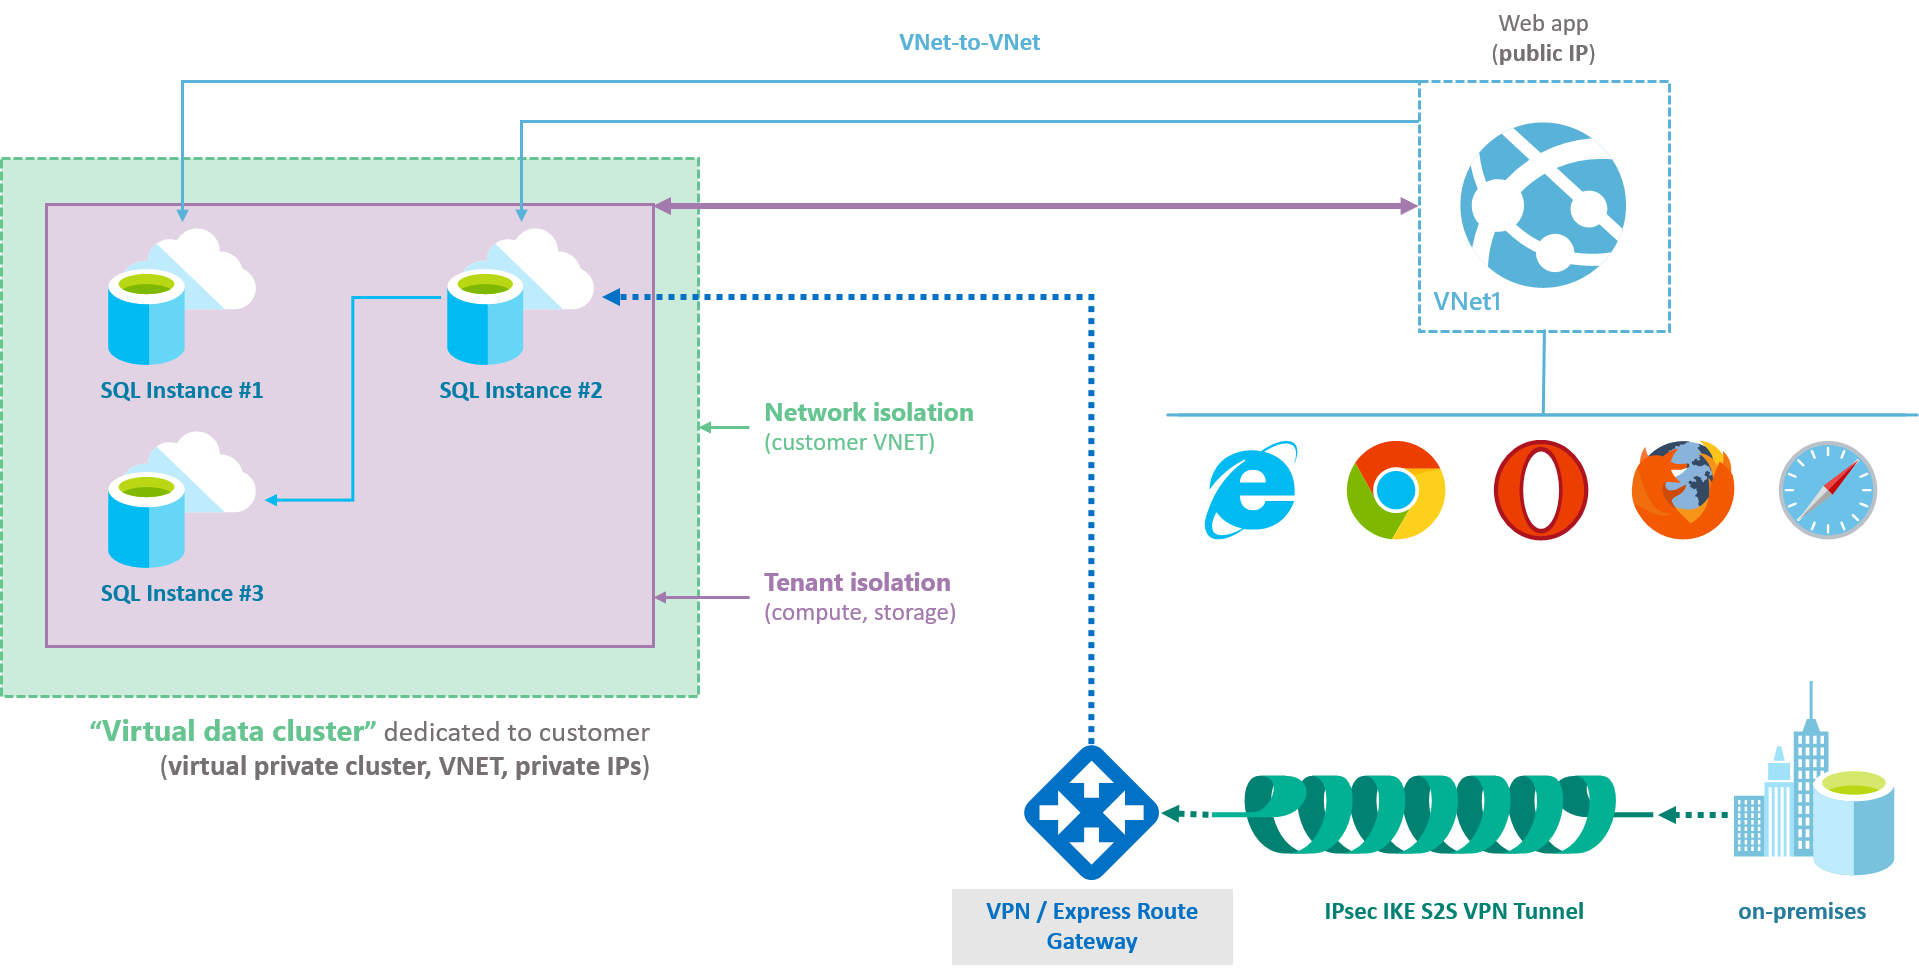 VNet-to-VNet
Web app
(public IP)
VNet1
SQL Instance #1
SQL Instance #2
SQL Instance #3
Network isolation
(customer VNET)
Tenant isolation
(compute, storage)
“Virtual data cluster” dedicated to customer
(virtual private cluster, VNET, private IPs)
VPN / Express Route
Gateway
IPsec IKE S2S VPN Tunnel
on-premises